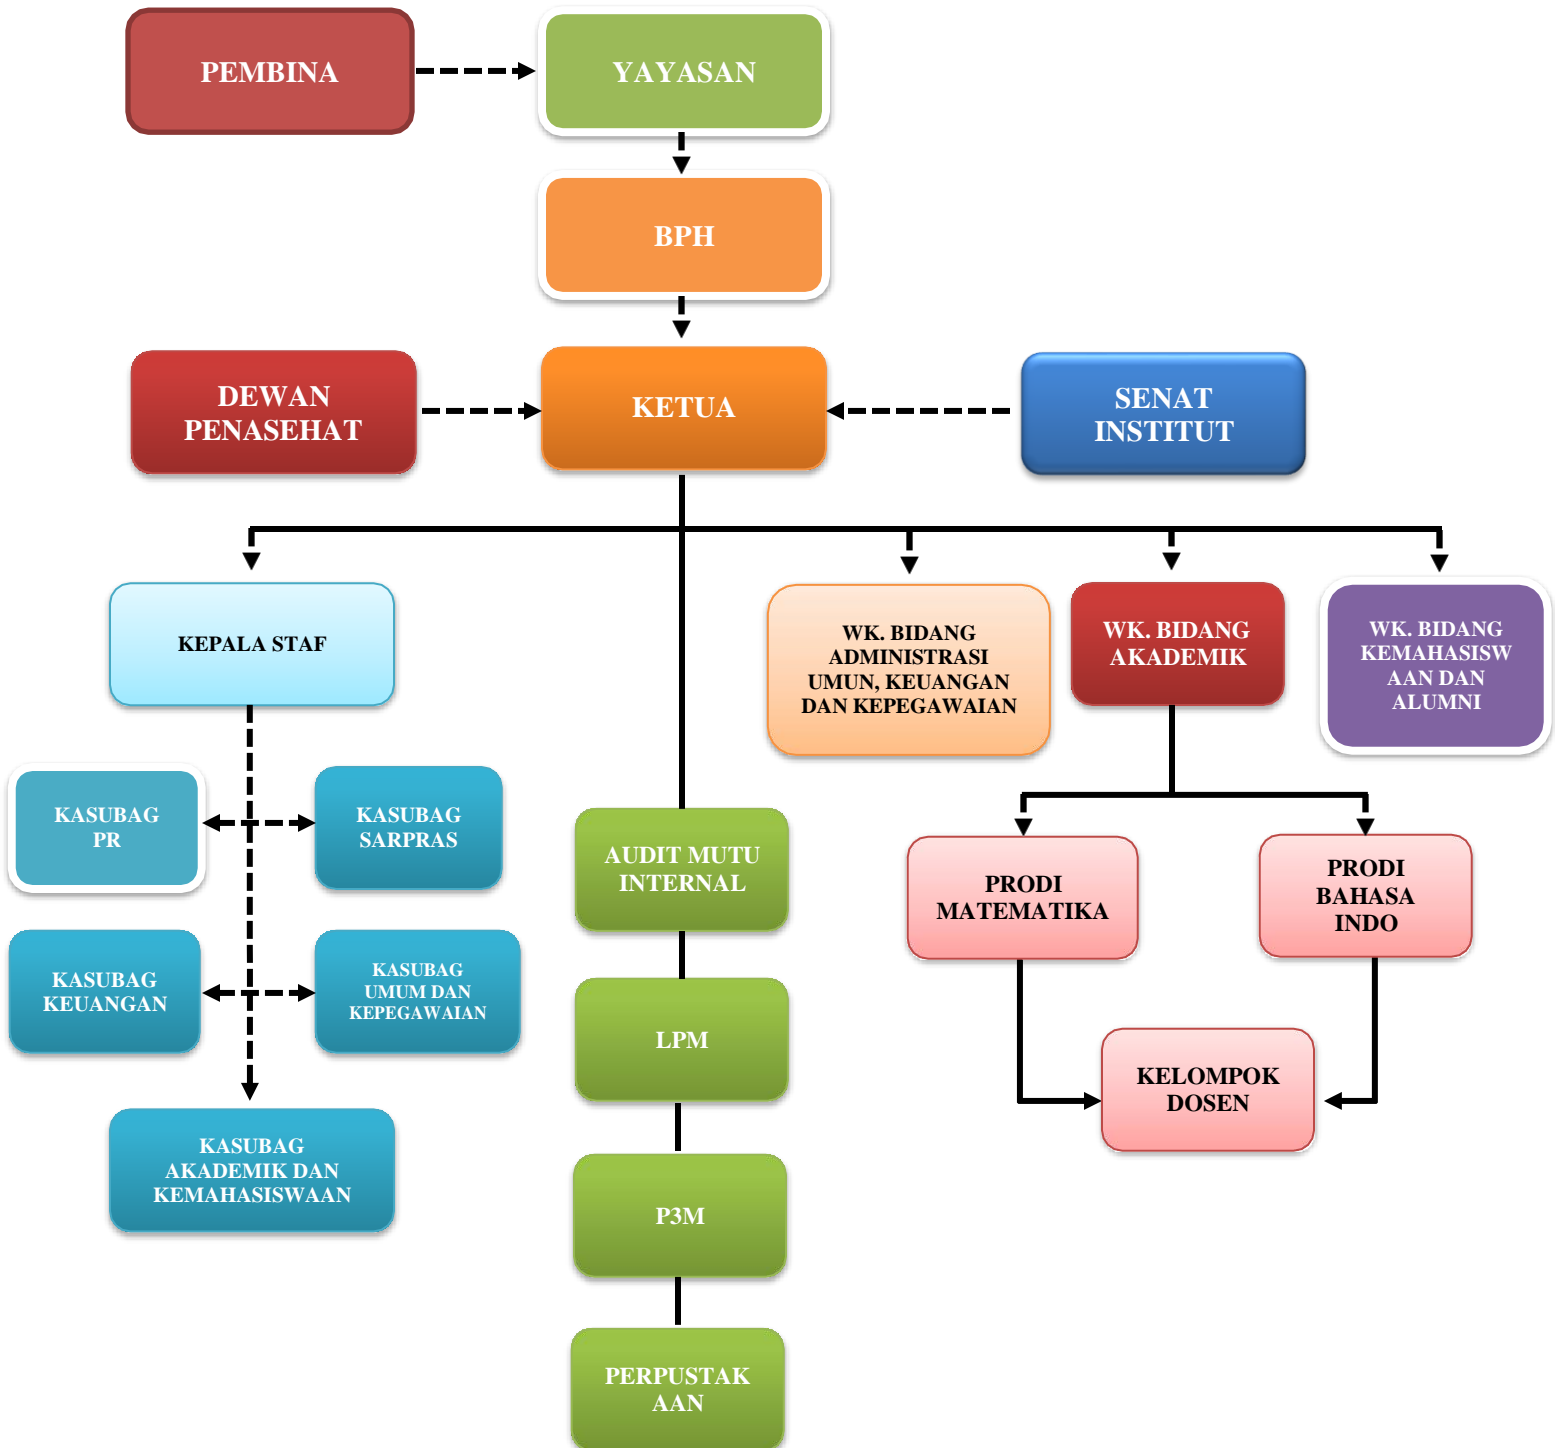 PEMBINA
YAYASAN
BPH
DEWAN
PENASEHAT
KETUA
SENAT
INSTITUT
KEPALA STAF
WK. BIDANG
ADMINISTRASI
UMUN, KEUANGAN
DAN KEPEGAWAIAN
WK. BIDANG
AKADEMIK
WK. BIDANG
KEMAHASISW
AAN DAN
ALUMNI
KASUBAG
PR
KASUBAG
SARPRAS
AUDIT MUTU
INTERNAL
PRODI
MATEMATIKA
PRODI
BAHASA
INDO
KASUBAG
KEUANGAN
KASUBAG
UMUM DAN
KEPEGAWAIAN
LPM
KELOMPOK
DOSEN
KASUBAG
AKADEMIK DAN
KEMAHASISWAAN
P3M
PERPUSTAK
AAN